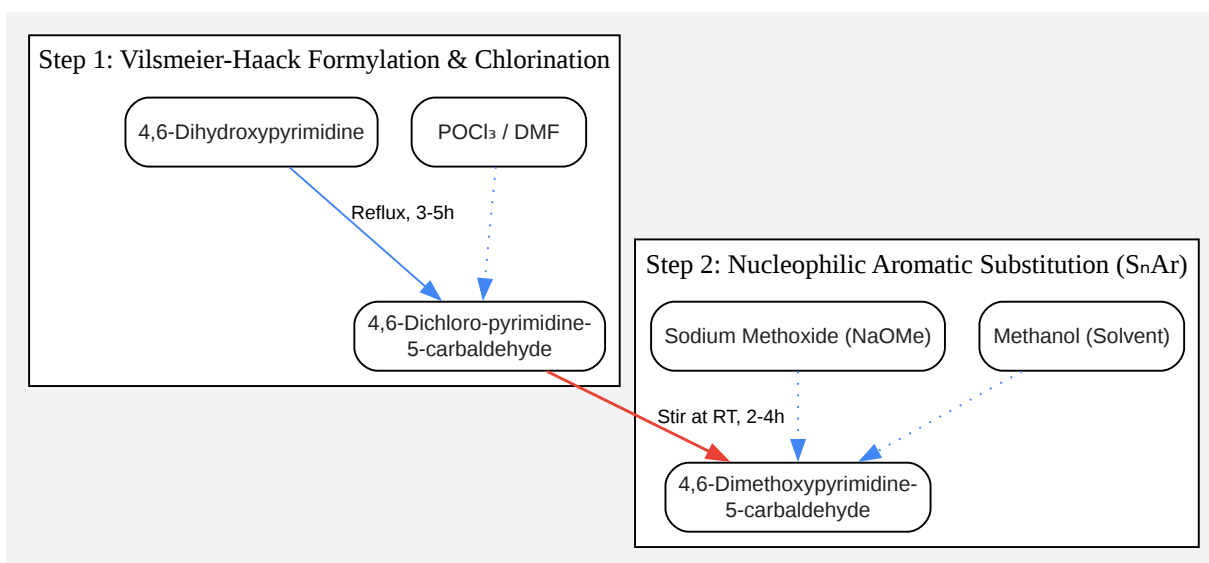 Step 1: Vilsmeier-Haack Formylation & Chlorination
4,6-Dihydroxypyrimidine
POCl₃ / DMF
Reflux, 3-5h
4,6-Dichloro-pyrimidine-
5-carbaldehyde
Step 2: Nucleophilic Aromatic Substitution (SₙAr)
Sodium Methoxide (NaOMe)
Methanol (Solvent)
Stir at RT, 2-4h
4,6-Dimethoxypyrimidine-
5-carbaldehyde